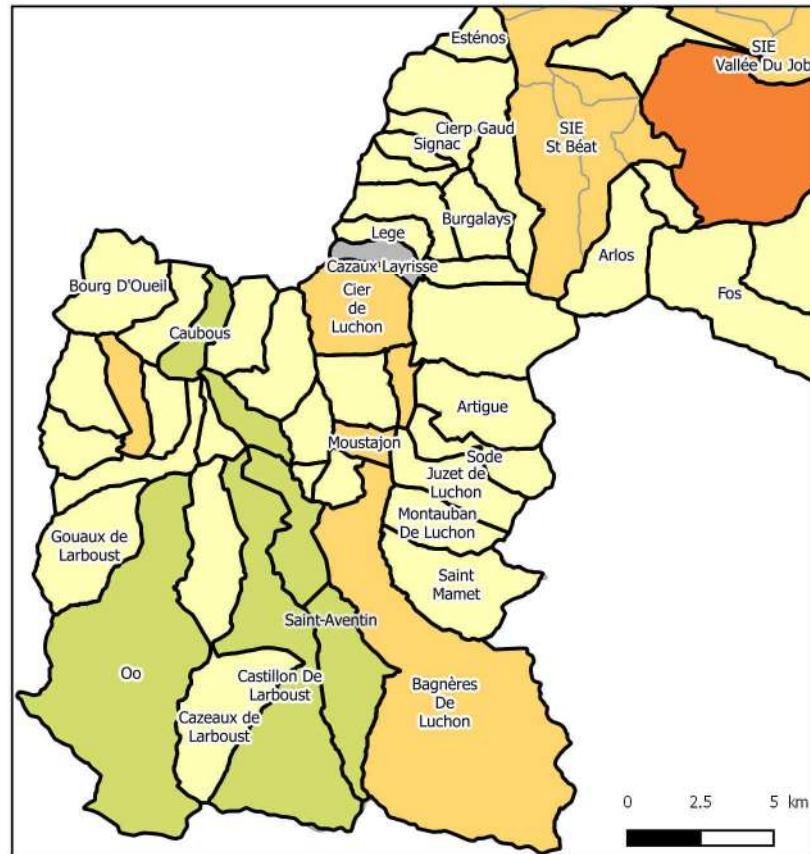 Esténos
SIE
Vallée Du Job
Cierp Gaud
Signac
SIE
St Béat
Burgalays
Lege
Arlos
Cazaux Layrisse
Bourg D'Oueil
Cier
de
Luchon
Fos
Caubous
Artigue
Moustajon
Sode
Juzet de
Luchon
Gouaux de
Larboust
Montauban
De Luchon
Saint
Mamet
Saint-Aventin
Oo
Castillon De
Larboust
Bagnères
De
Luchon
Cazeaux de
Larboust
0 2.5 5 km